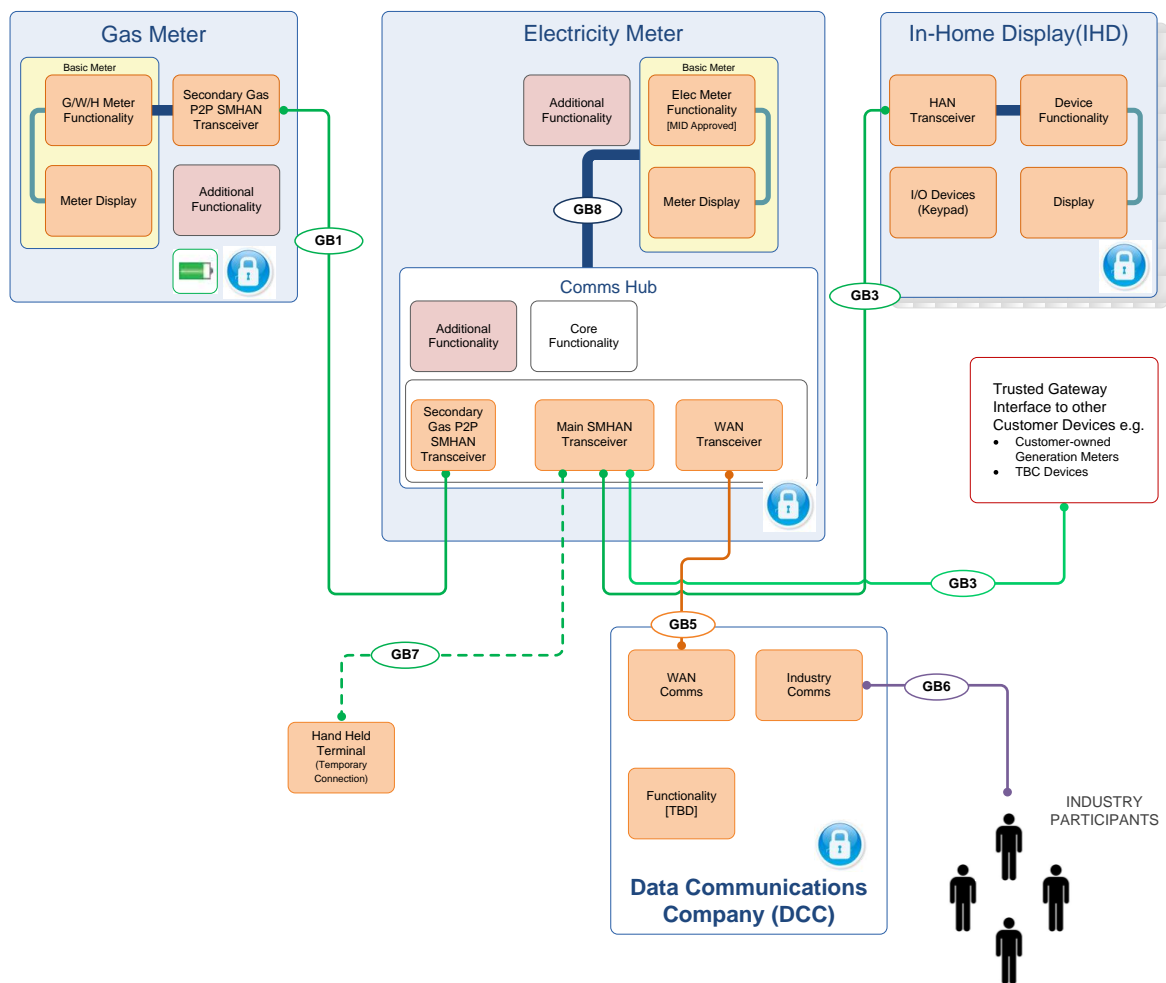 Gas Meter
Basic Meter
G/W/H Meter
Functionality
Secondary Gas
P2P SMHAN
Transceiver
Meter Display
Additional
Functionality
GB1
Electricity Meter
Additional
Functionality
Basic Meter
Elec Meter
Functionality
[MID Approved]
Meter Display
GB8
Comms Hub
Additional
Functionality
Core
Functionality
Secondary
Gas P2P
SMHAN
Transceiver
Main SMHAN
Transceiver
WAN
Transceiver
In-Home Display(IHD)
HAN
Transceiver
Device
Functionality
I/O Devices
(Keypad)
Display
GB3
Trusted Gateway
Interface to other
Customer Devices e.g.
• Customer-owned
Generation Meters
• TBC Devices
GB3
GB5
GB7
Hand Held
Terminal
(Temporary
Connection)
WAN
Comms
Industry
Comms
GB6
Functionality
[TBD]
Data Communications
Company (DCC)
INDUSTRY
PARTICIPANTS